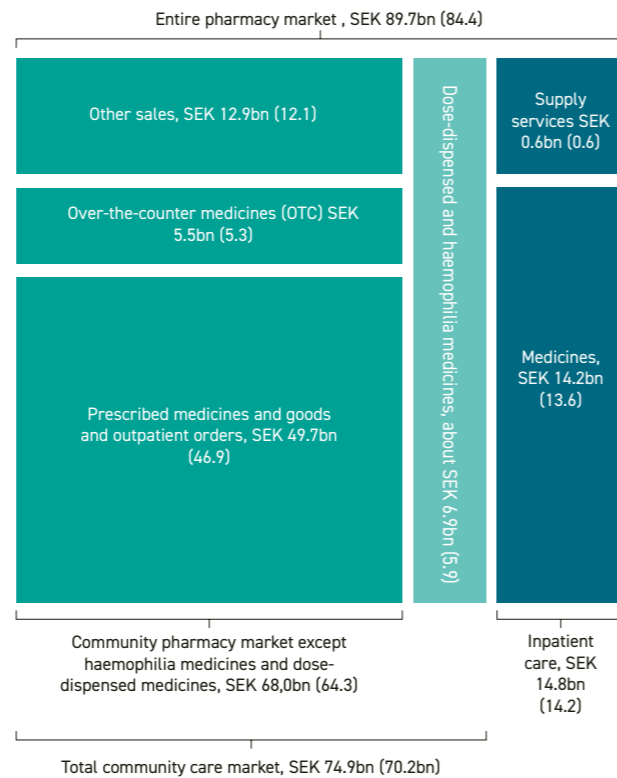 Entire pharmacy market , SEK 89.7bn (84.4)
Other sales, SEK 12.9bn (12.1)
Over-the-counter medicines (OTC) SEK
5.5bn (5.3)
Prescribed medicines and goods
and outpatient orders, SEK 49.7bn
(46.9)
Dose-dispensed and haemophilia medicines, about SEK 6.9bn (5.9)
Supply
services SEK
0.6bn (0.6)
Medicines,
SEK 14.2bn
(13.6)
Community pharmacy market except
haemophilia medicines and dose-
dispensed medicines, SEK 68,0bn (64.3)
Inpatient
care, SEK
14.8bn
(14.2)
Total community care market, SEK 74.9bn (70.2bn)